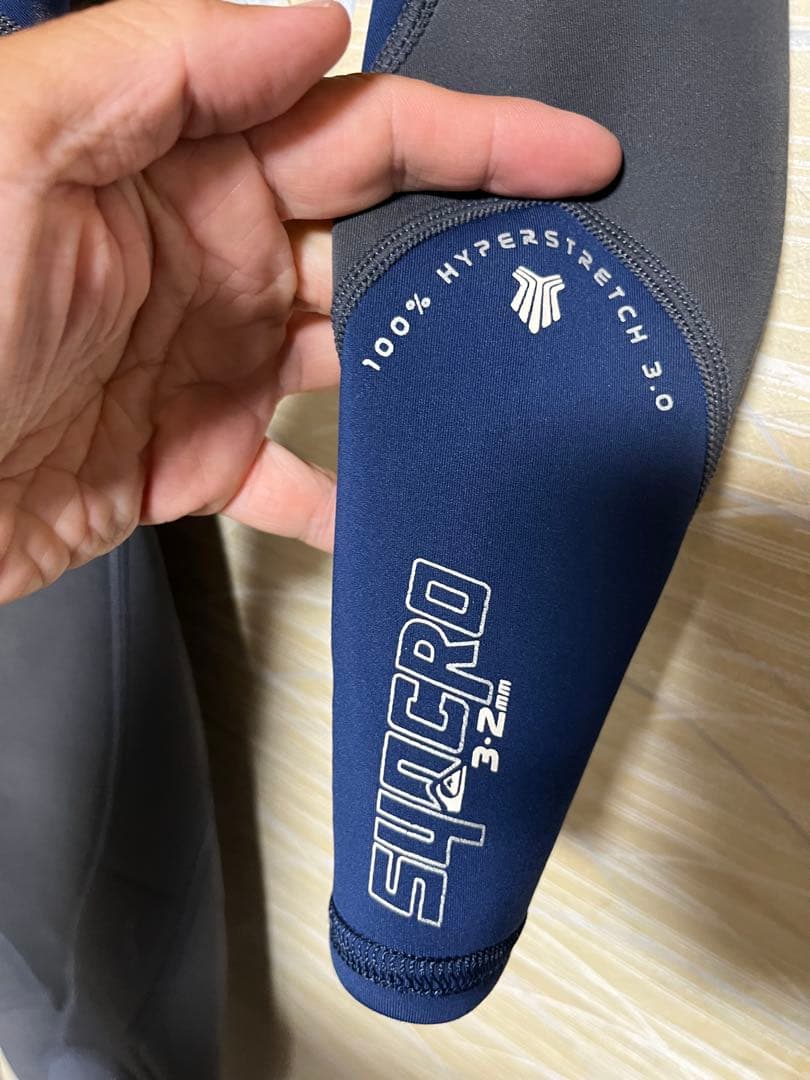 100% HYPERSTRETCH 3.0
SYNCRO
3·2mm